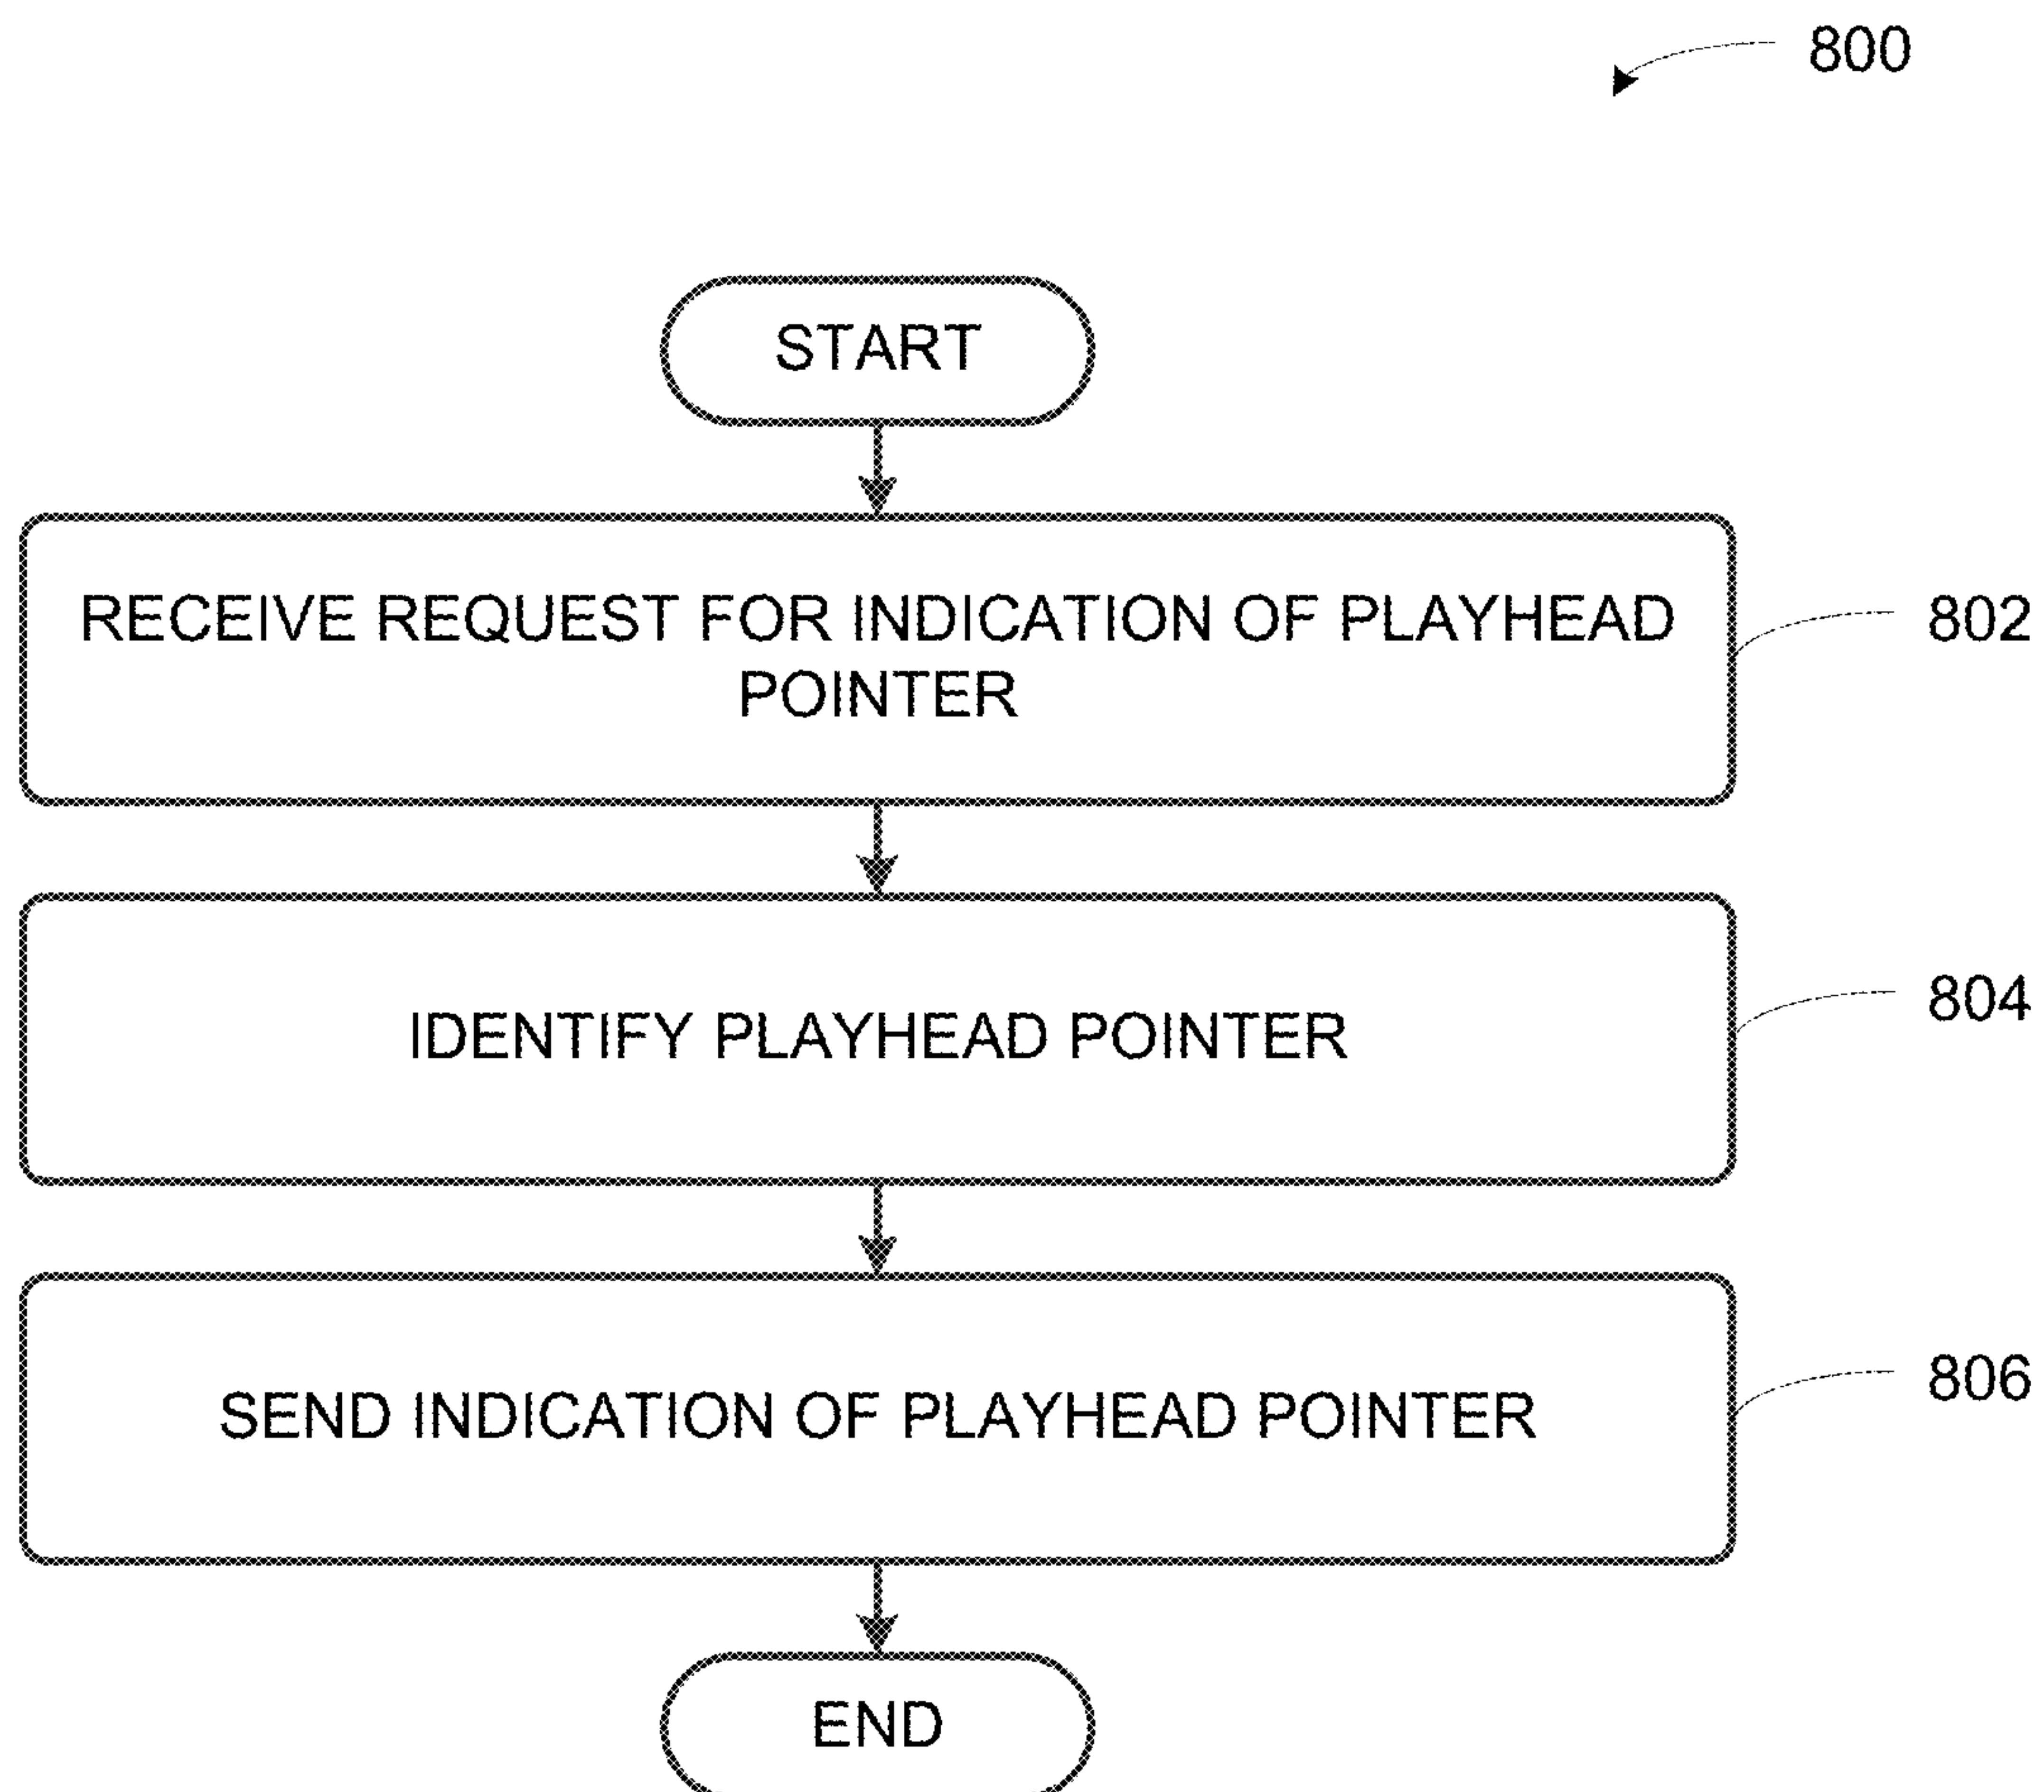 800
START
RECEIVE REQUEST FOR INDICATION OF PLAYHEAD
POINTER
802
IDENTIFY PLAYHEAD POINTER
804
SEND INDICATION OF PLAYHEAD POINTER
806
END